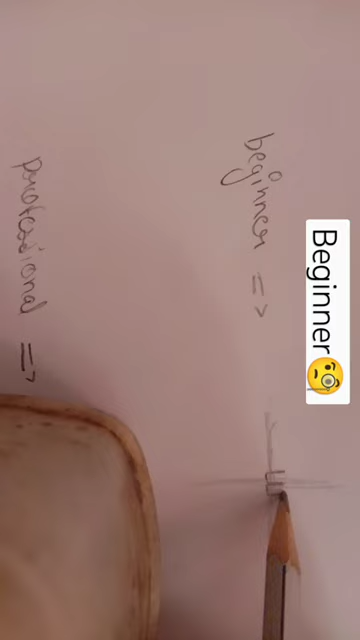 Beginner🧐
beginner =>
professional =>